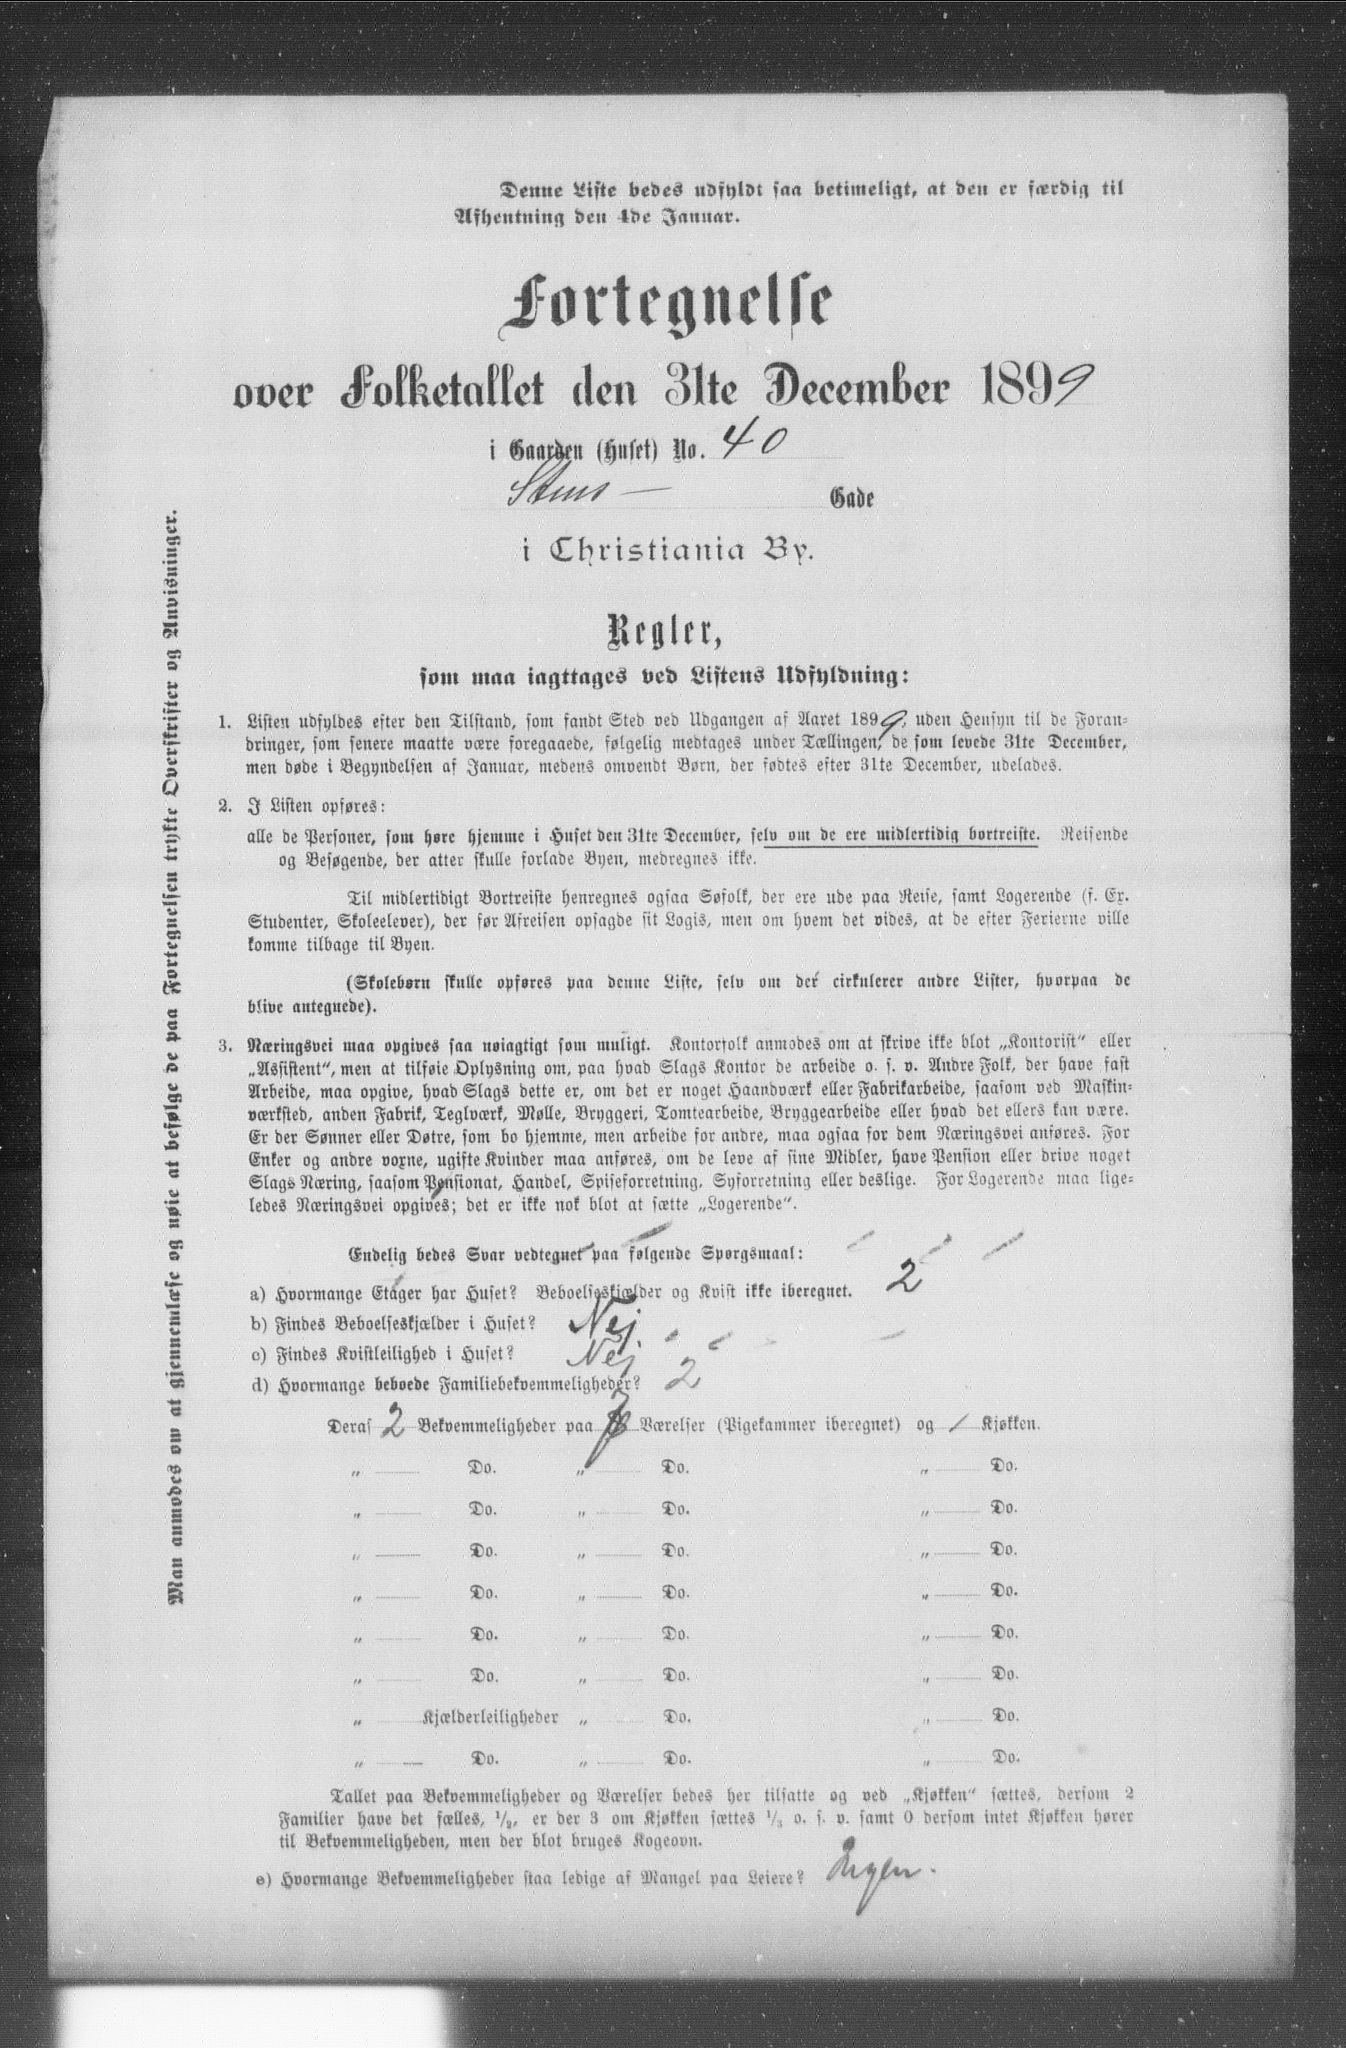 Denne Liste bedes udfyldt saa betimeligt, at den er færdig til
Afhentning den 4de Januar.
Fortegnelse
over Folketallet den 31te December 1899
i Gaarden (Huset) No. 40
Stens — Gade
i Christiania By.
Regler,
som maa iagttages ved Listens Udfyldning:
1. Listen udfyldes efter den Tilstand, som fandt Sted ved Udgangen af Aaret 1899, uden Hensyn til de Foran-
dringer, som senere maatte være foregaaede, følgelig medtages under Tællingen, de som levede 31te December,
men døde i Begyndelsen af Januar, medens omvendt Børn, der fødtes efter 31te December, udelades.
2. I Listen opføres:
alle de Personer, som høre hjemme i Huset den 31te December, selv om de ere midlertidig bortreiste. Reisende
og Besøgende, der atter skulle forlade Byen, medregnes ikke.
Til midlertidigt Bortreiste henregnes ogsaa Søfolk, der ere ude paa Reise, samt Logerende (f. Ex.
Studenter, Skoleelever), der før Afreisen opsagde sit Logis, men om hvem det vides, at de efter Ferierne ville
komme tilbage til Byen.
(Skolebørn skulle opføres paa denne Liste, selv om der cirkulerer andre Lister, hvorpaa de
blive antegnede).
3. Næringsvei maa opgives saa nøiagtigt som muligt. Kontorfolk anmodes om at skrive ikke blot „Kontorist“ eller
„Assistent“, men at tilføie Oplysning om, paa hvad Slags Kontor de arbeide o. s. v. Andre Folk, der have fast
Arbeide, maa opgive, hvad Slags dette er, om det er noget Haandværk eller Fabrikarbeide, saasom ved Maskin-
værksted, anden Fabrik, Teglværk, Mølle, Bryggeri, Tomtearbeide, Bryggearbeide eller hvad det ellers kan være.
Er der Sønner eller Døtre, som bo hjemme, men arbeide for andre, maa ogsaa for dem Næringsvei anføres. For
Enker og andre voxne, ugifte Kvinder maa anføres, om de leve af sine Midler, have Pension eller drive noget
Slags Næring, saasom Pensionat, Handel, Spiseforretning, Syforretning eller deslige. For Logerende maa lige-
ledes Næringsvei opgives; det er ikke nok blot at sætte „Logerende“.
Endelig bedes Svar vedtegnet paa følgende Spørgsmaal:
a) Hvormange Etager har Huset? Beboelseskjælder og Kvist ikke iberegnet. 2
b) Findes Beboelseskjælder i Huset? Nej.
c) Findes Kvistleilighed i Huset? Nej
d) Hvormange beboede Familiebekvemmeligheder? 2
Deraf 2 Bekvemmeligheder paa Værelser (Pigekammer iberegnet) og 1 Kjøkken.
„ Do. „ Do. „ Do.
„ Do. „ Do. „ Do.
„ Do. „ Do. „ Do.
„ Do. „ Do. „ Do.
„ Do. „ Do. „ Do.
„ Do. „ Do. „ Do.
„ Kjælderleiligheder „ Do. „ Do.
„ Do. „ Do. „ Do.
Tallet paa Bekvemmeligheder og Værelser bedes her tilsatte og ved „Kjøkken“ sættes, dersom 2
Familier have det fælles, 1/2, er der 3 om Kjøkken sættes 1/3 o. s. v. samt 0 dersom intet Kjøkken hører
til Bekvemmeligheden, men der blot bruges Kogeovn.
e) Hvormange Bekvemmeligheder staa ledige af Mangel paa Leiere? Ingen.
Man anmodes om at gjennemlæse og nøie at befølge de paa Fortegnelsen trykte Overskrifter og Anvisninger.